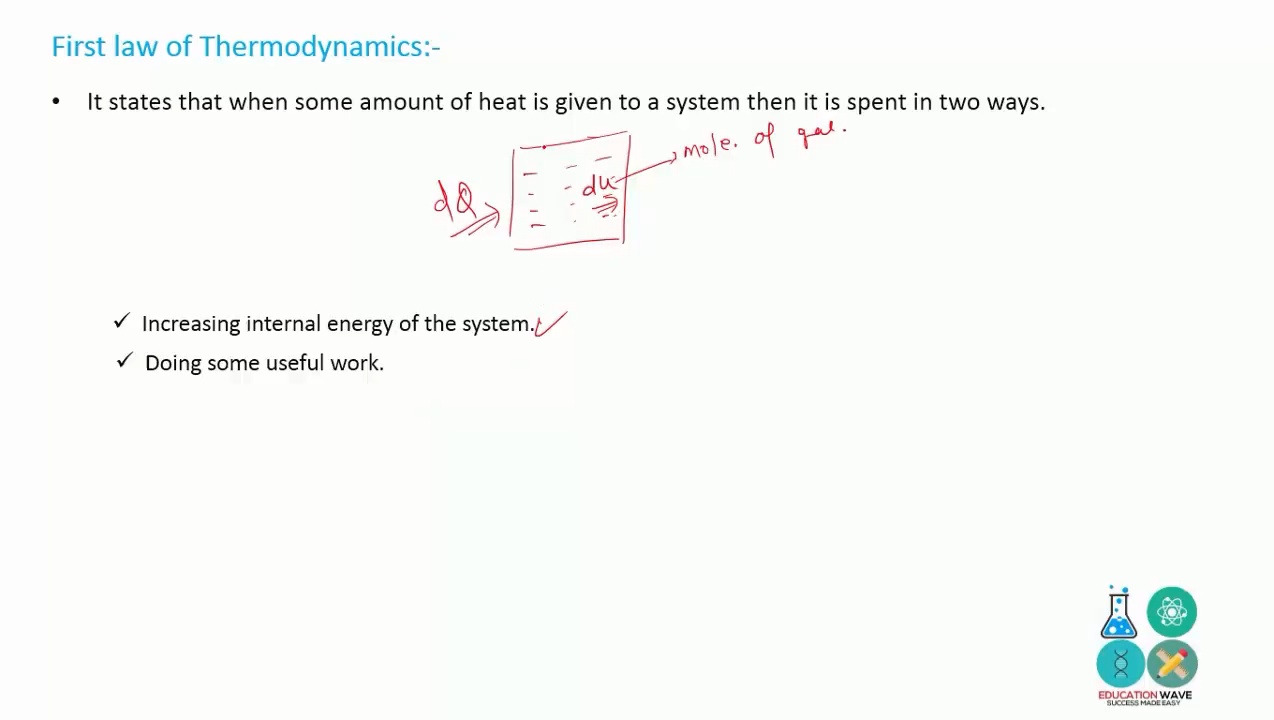 First law of Thermodynamics:-
• It states that when some amount of heat is given to a system then it is spent in two ways.
mole. of gas.
dQ
du
✓ Increasing internal energy of the system.
✓ Doing some useful work.
EDUCATION WAVE
SUCCESS MADE EASY